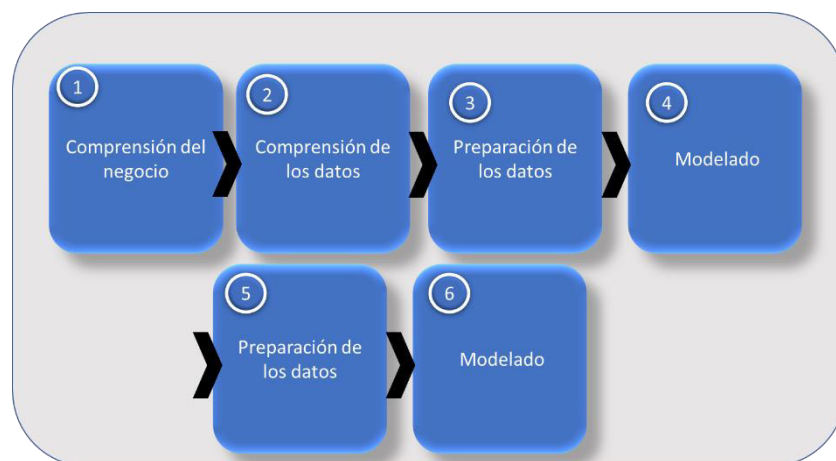 1
Comprensión del
negocio
2
Comprensión de
los datos
3
Preparación de
los datos
4
Modelado
5
Preparación de
los datos
6
Modelado